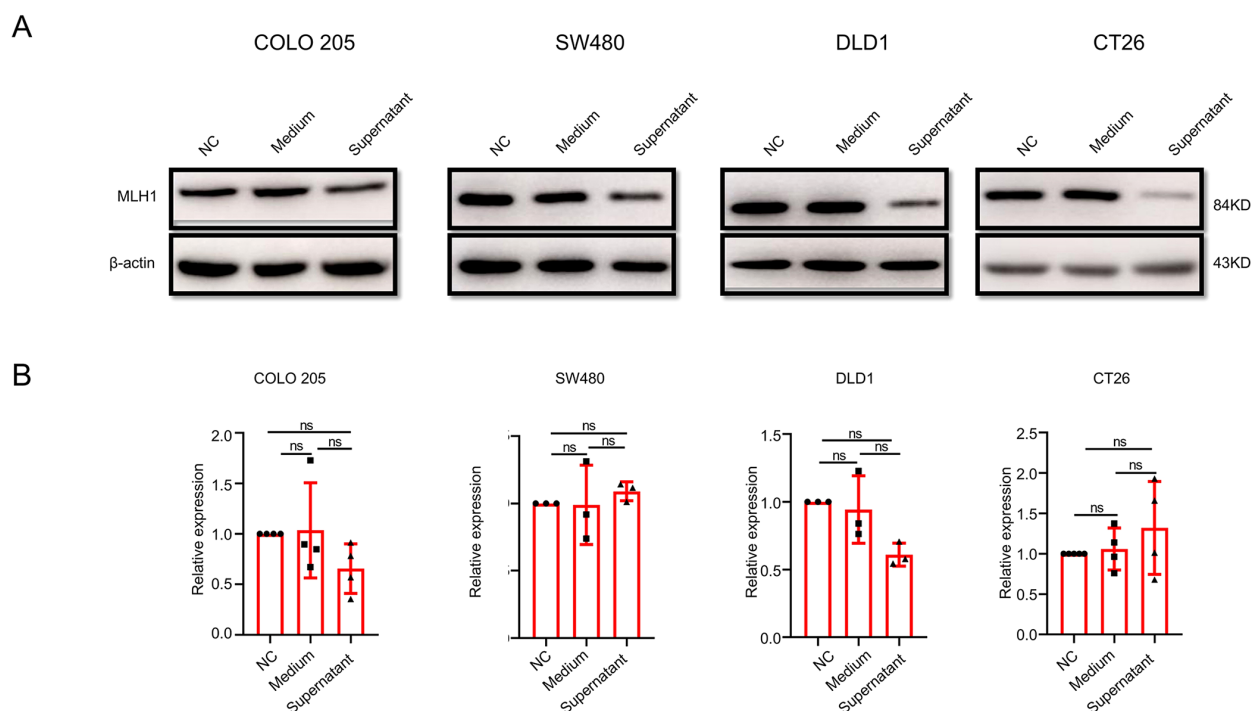 A
COLO 205
SW480
DLD1
CT26
NC
Medium
Supernatant
NC
Medium
Supernatant
NC
Medium
Supernatant
NC
Medium
Supernatant
MLH1
84KD
β-actin
43KD
B
COLO 205
SW480
DLD1
CT26
Relative expression
2.0
1.5
1.0
0.5
0.0
ns
ns
ns
NC
Medium
Supernatant
Relative expression
ns
ns
ns
NC
Medium
Supernatant
Relative expression
1.5
1.0
0.5
0.0
ns
ns
ns
NC
Medium
Supernatant
Relative expression
2.5
2.0
1.5
1.0
0.5
0.0
ns
ns
ns
NC
Medium
Supernatant